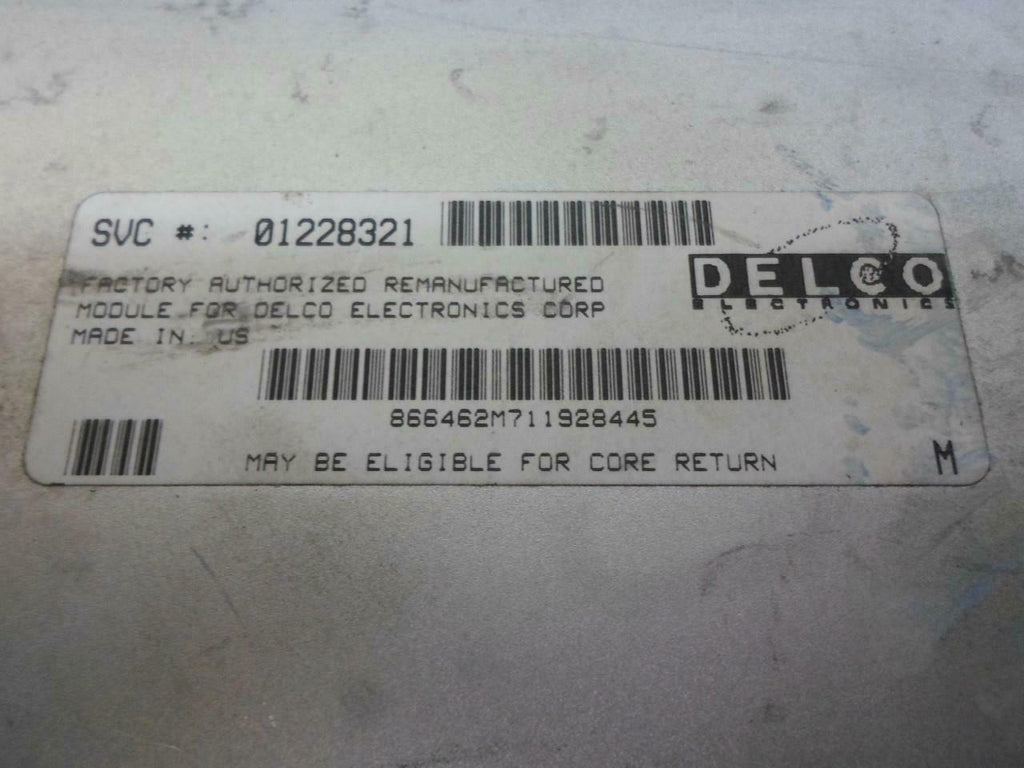 SVC #: 01228321
DELCO
ELECTRONICS
FACTORY AUTHORIZED REMANUFACTURED
MODULE FOR DELCO ELECTRONICS CORP
MADE IN: US
866462M711928445
MAY BE ELIGIBLE FOR CORE RETURN
M